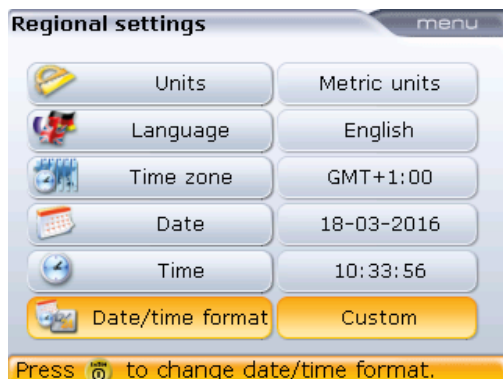 Regional settings menu
Units Metric units
Language English
Time zone GMT+1:00
Date 18-03-2016
Time 10:33:56
Date/time format Custom
Press to change date/time format.